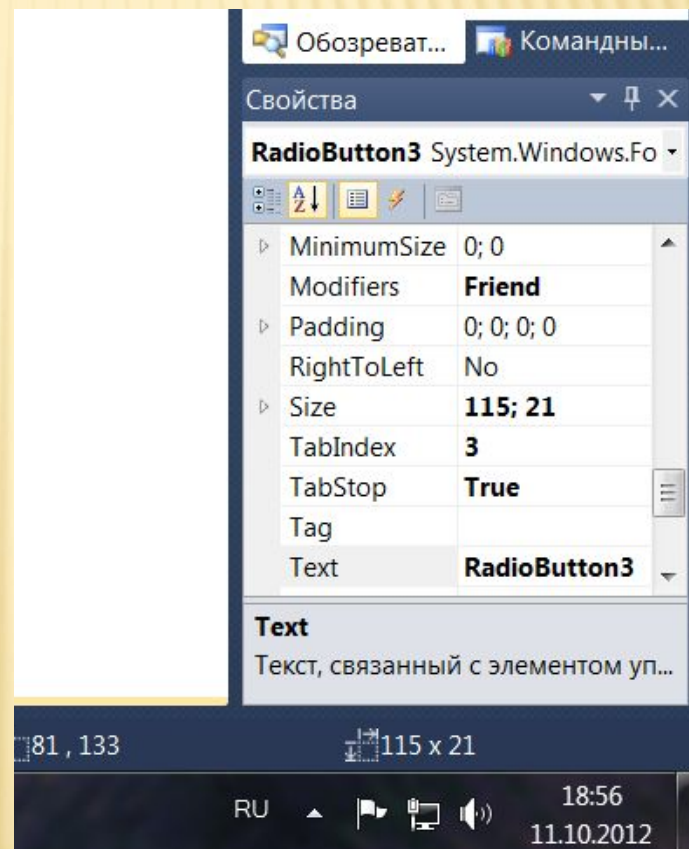 Обозреват... Командны...
Свойства
RadioButton3 System.Windows.Fo
MinimumSize 0; 0
Modifiers Friend
Padding 0; 0; 0; 0
RightToLeft No
Size 115; 21
TabIndex 3
TabStop True
Tag
Text RadioButton3
Text
Текст, связанный с элементом уп...
81 , 133 115 x 21
RU 18:56
11.10.2012